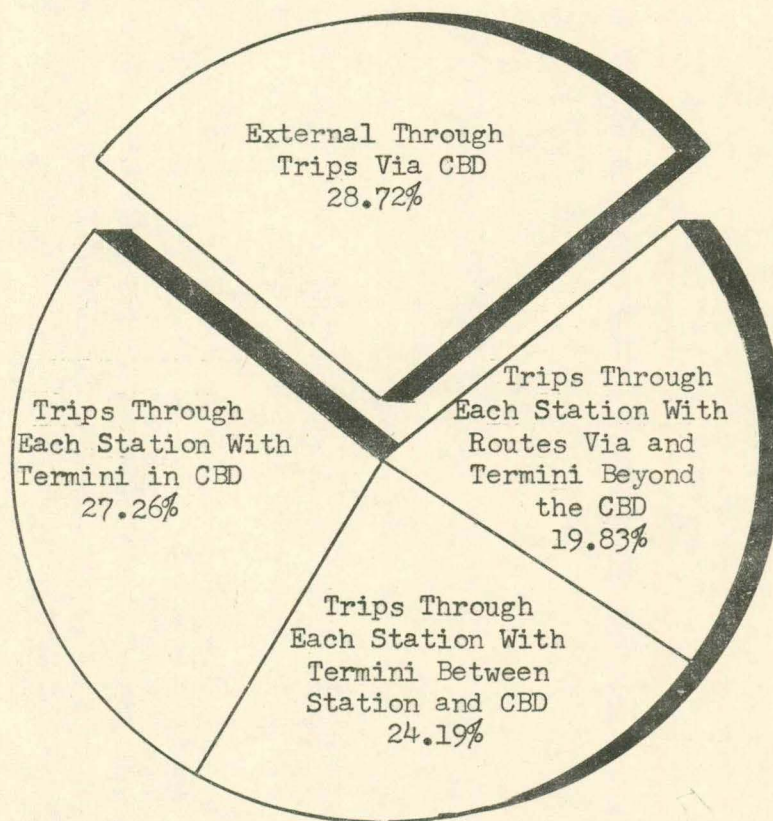 External Through
Trips Via CBD
28.72%
Trips Through
Each Station With
Termini in CBD
27.26%
Trips Through
Each Station With
Routes Via and
Termini Beyond
the CBD
19.83%
Trips Through
Each Station With
Termini Between
Station and CBD
24.19%